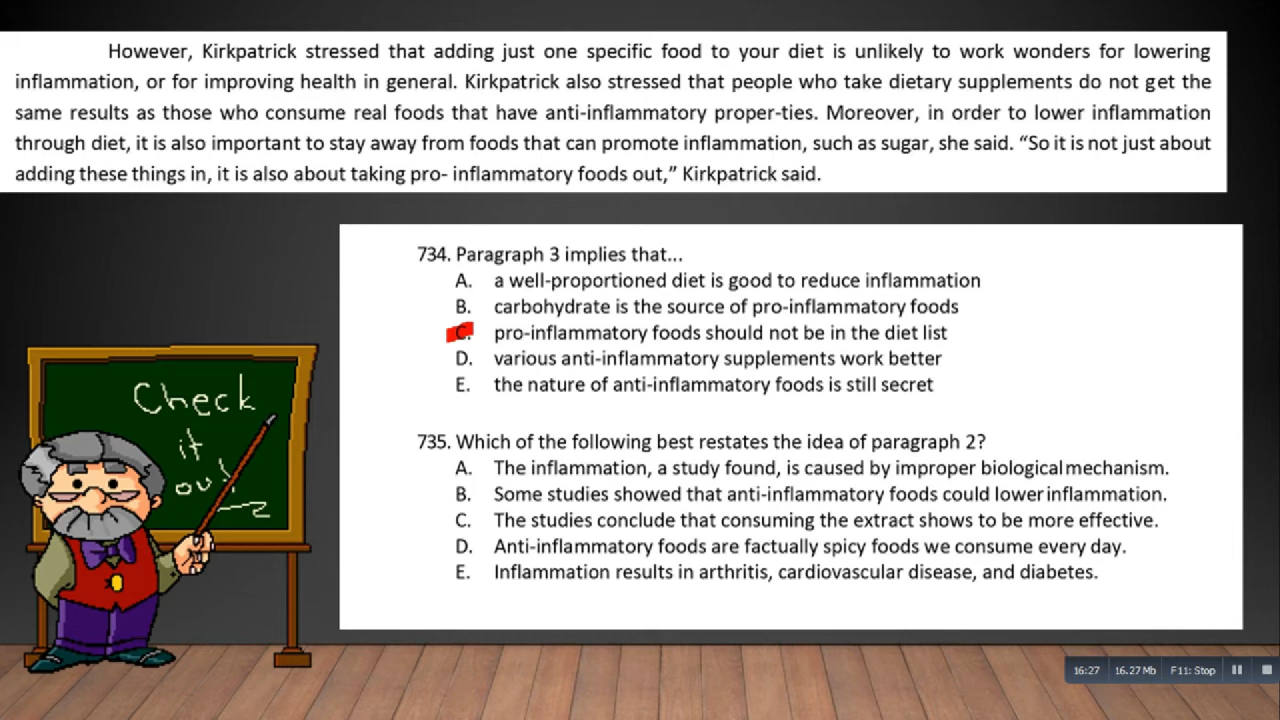 However, Kirkpatrick stressed that adding just one specific food to your diet is unlikely to work wonders for lowering
inflammation, or for improving health in general. Kirkpatrick also stressed that people who take dietary supplements do not get the
same results as those who consume real foods that have anti-inflammatory proper-ties. Moreover, in order to lower inflammation
through diet, it is also important to stay away from foods that can promote inflammation, such as sugar, she said. “So it is not just about
adding these things in, it is also about taking pro- inflammatory foods out,” Kirkpatrick said.
734. Paragraph 3 implies that...
A. a well-proportioned diet is good to reduce inflammation
B. carbohydrate is the source of pro-inflammatory foods
C. pro-inflammatory foods should not be in the diet list
D. various anti-inflammatory supplements work better
E. the nature of anti-inflammatory foods is still secret
735. Which of the following best restates the idea of paragraph 2?
A. The inflammation, a study found, is caused by improper biological mechanism.
B. Some studies showed that anti-inflammatory foods could lower inflammation.
C. The studies conclude that consuming the extract shows to be more effective.
D. Anti-inflammatory foods are factually spicy foods we consume every day.
E. Inflammation results in arthritis, cardiovascular disease, and diabetes.
Check
it
out!
16:27 16.27 Mb F11: Stop